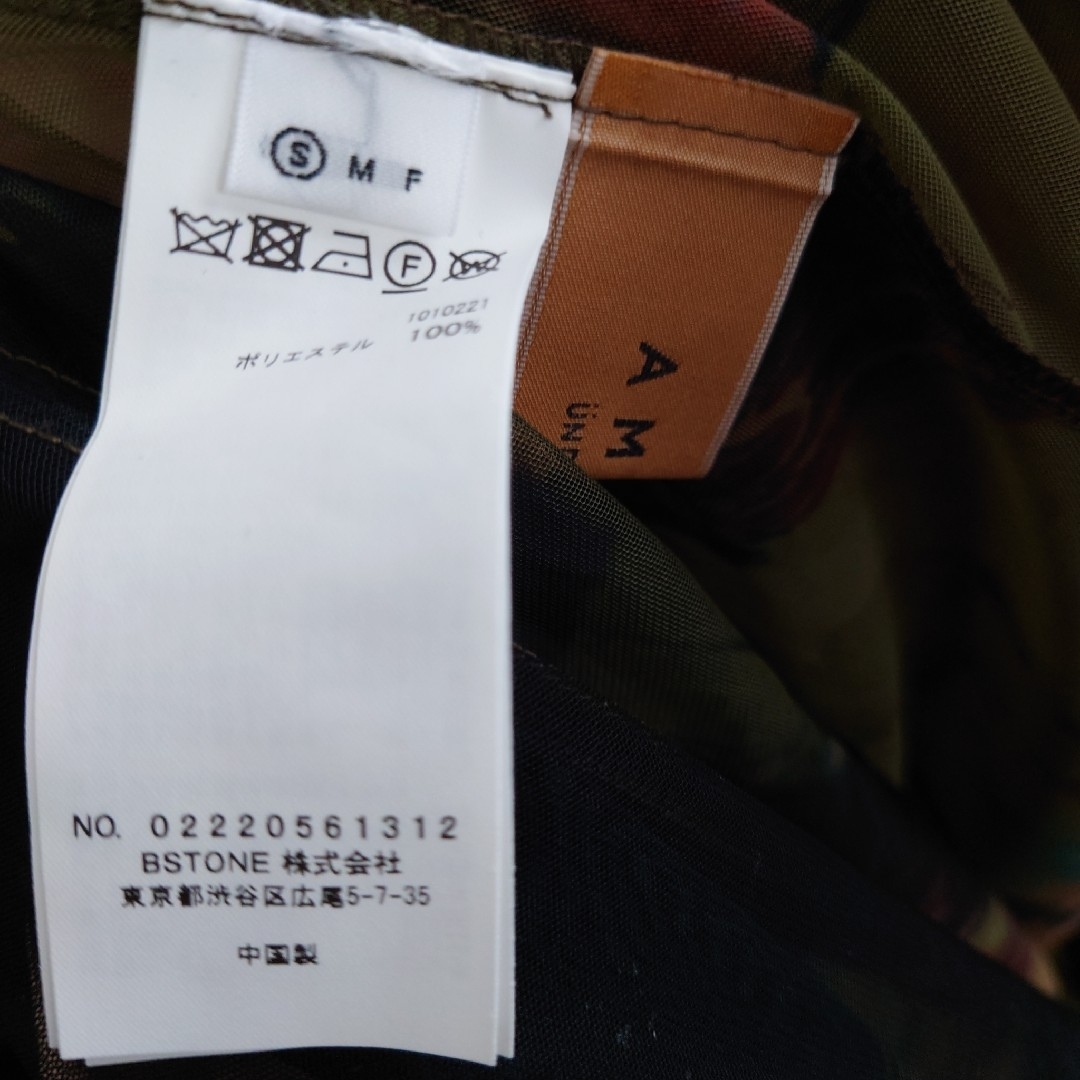 S M F
F
W
1010221
ポリエステル 100%
NO. 02220561312
BSTONE 株式会社
東京都渋谷区広尾5-7-35
中国製
A M
ÜN